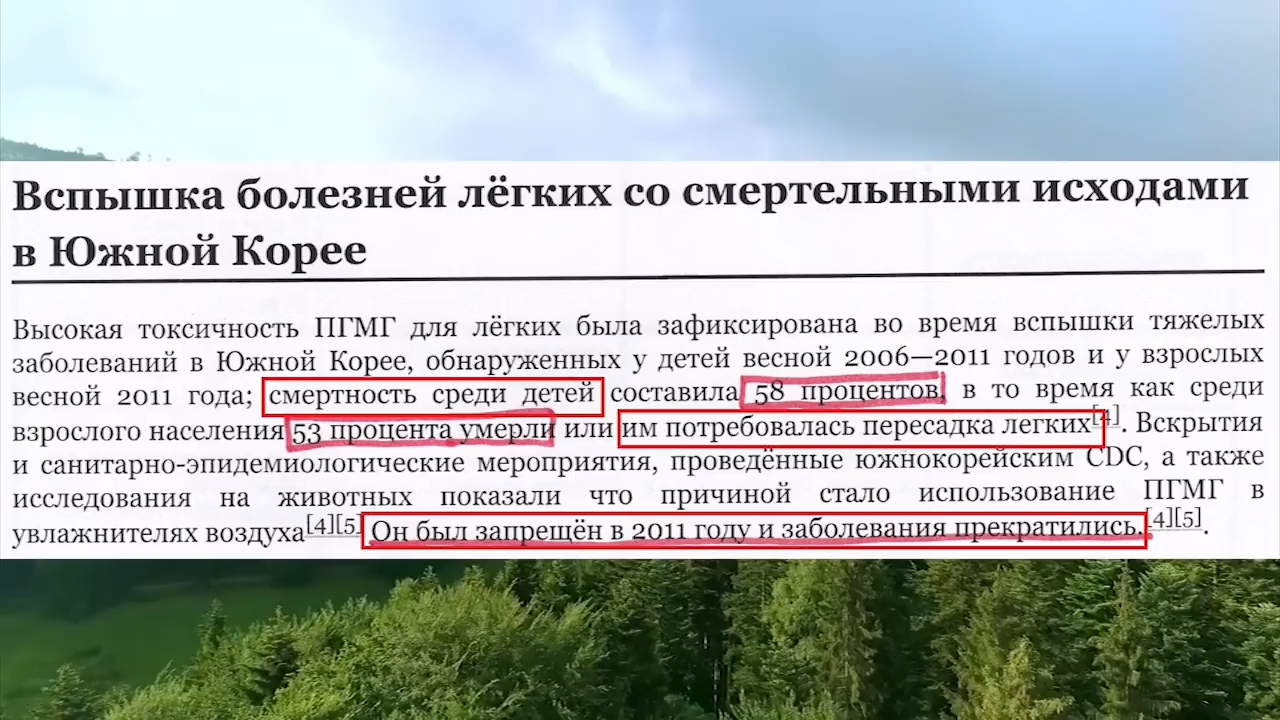 Вспышка болезней лёгких со смертельными исходами
в Южной Корее
Высокая токсичность ПГМГ для лёгких была зафиксирована во время вспышки тяжелых
заболеваний в Южной Корее, обнаруженных у детей весной 2006—2011 годов и у взрослых
весной 2011 года; смертность среди детей составила 58 процентов, в то время как среди
взрослого населения 53 процента умерли или им потребовалась пересадка легких[4]. Вскрытия
и санитарно-эпидемиологические мероприятия, проведённые южнокорейским CDC, а также
исследования на животных показали что причиной стало использование ПГМГ в
увлажнителях воздуха[4][5] Он был запрещён в 2011 году и заболевания прекратились.[4][5].